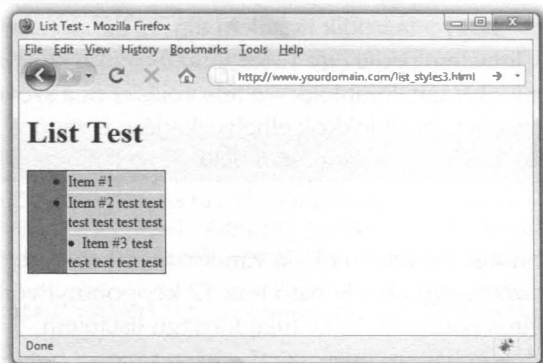 List Test - Mozilla Firefox
File Edit View History Bookmarks Tools Help
http://www.yourdomain.com/list_styles3.html
List Test
• Item #1
• Item #2 test test
test test test test
• Item #3 test
test test test test
Done